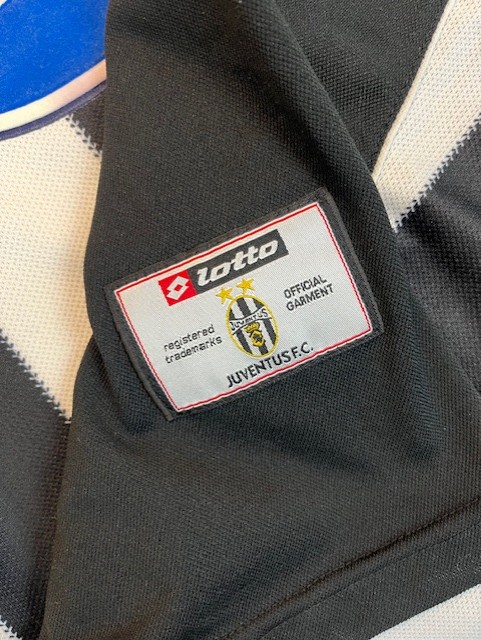 lotto
registered
trademarks
OFFICIAL
GARMENT
JUVENTUS
JUVENTUS F.C.